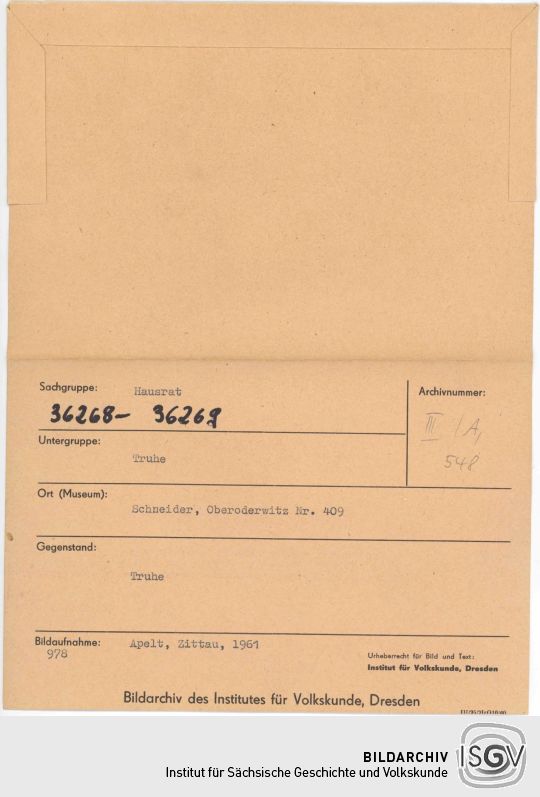 Sachgruppe: Hausrat
Archivnummer:
36268- 36269
III /A,
548
Untergruppe:
Truhe
Ort (Museum):
Schneider, Oberoderwitz Nr. 409
Gegenstand:
Truhe
Bildaufnahme: Apelt, Zittau, 1961
978
Urheberrecht für Bild und Text:
Institut für Volkskunde, Dresden
Bildarchiv des Institutes für Volkskunde, Dresden
BILDARCHIV
Institut für Sächsische Geschichte und Volkskunde
ISGV